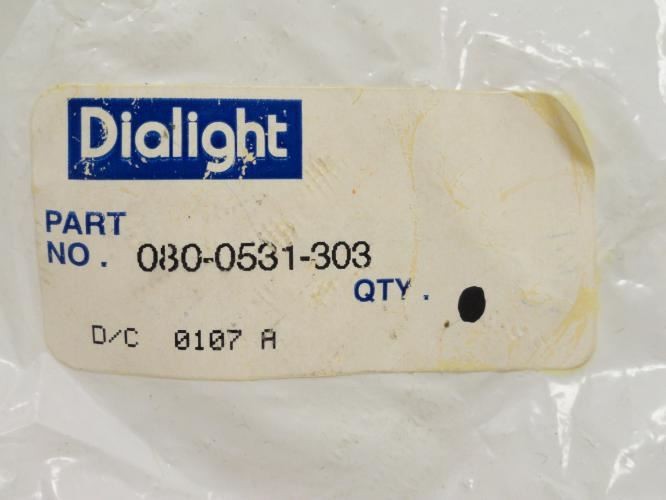 Dialight
PART
NO. 080-0531-303
QTY.
D/C 0107 A